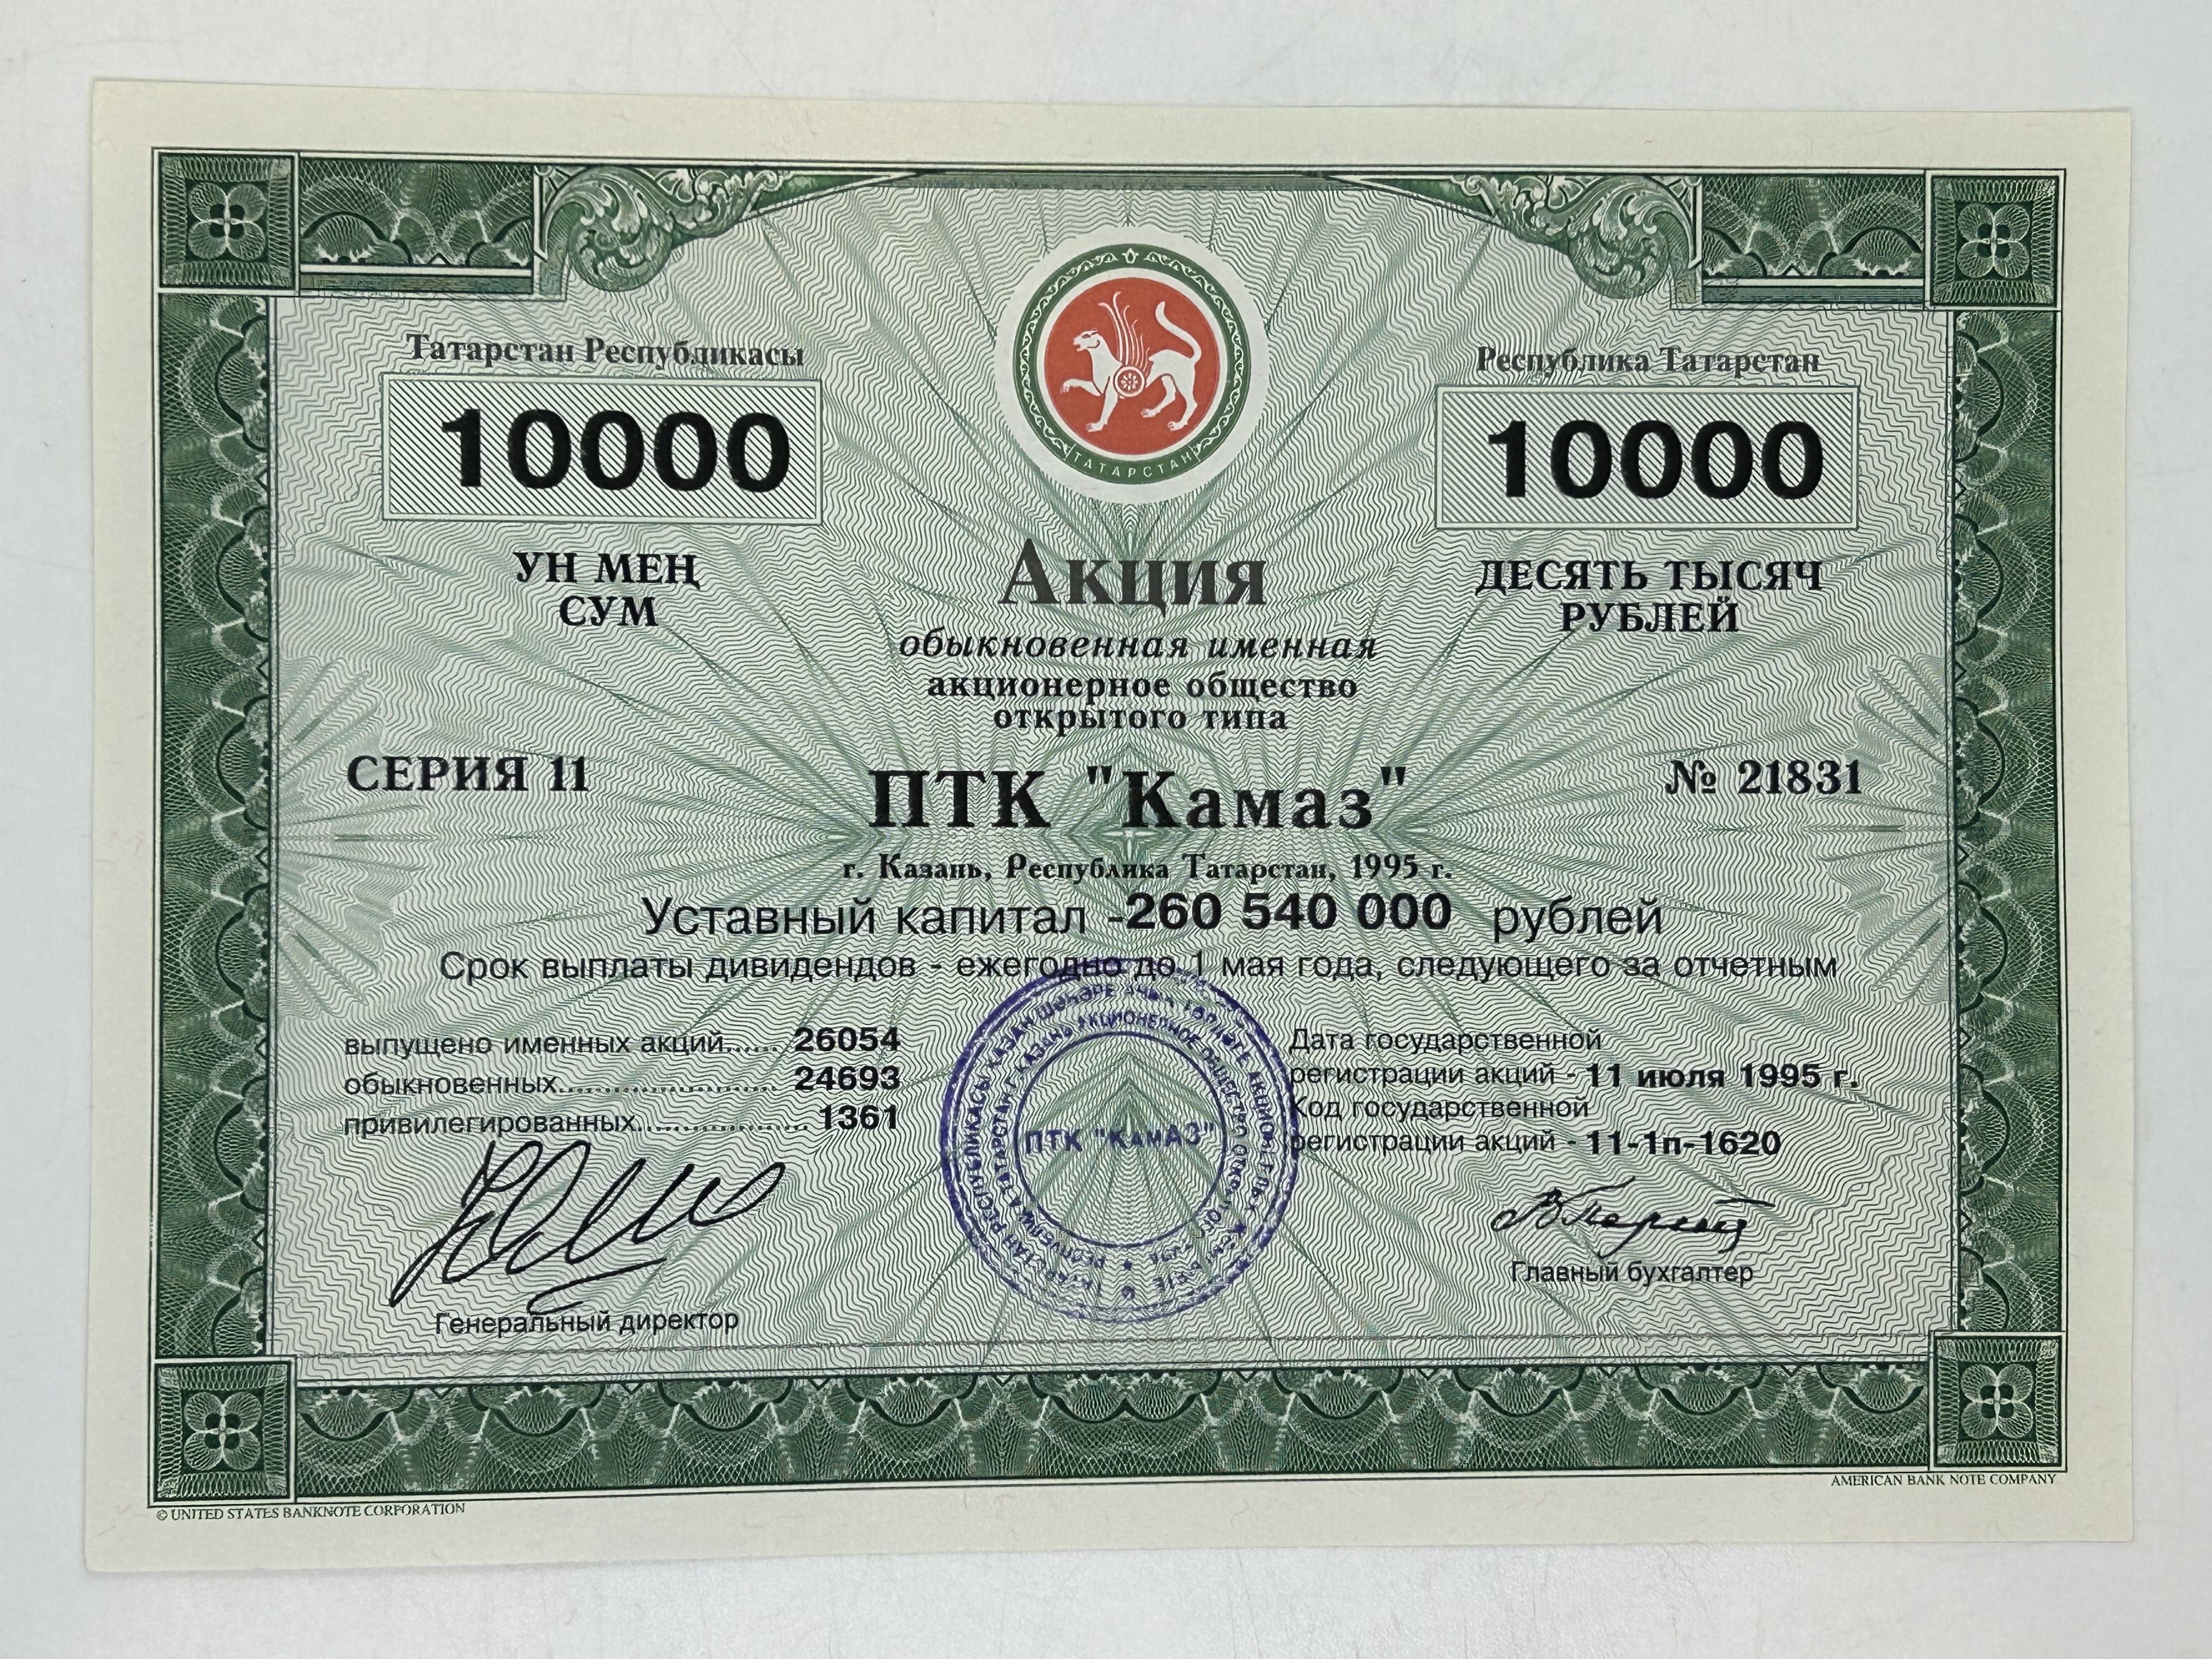 ТАТАРСТАН
Татарстан Республикасы
10000
УН МЕҢ
СУМ
Республика Татарстан
10000
ДЕСЯТЬ ТЫСЯЧ
РУБЛЕЙ
Акция
обыкновенная именная
акционерное общество
открытого типа
СЕРИЯ 11
ПТК "Камаз"
№ 21831
г. Казань, Республика Татарстан, 1995 г.
Уставный капитал -260 540 000 рублей
Срок выплаты дивидендов - ежегодно до 1 мая года, следующего за отчетным
выпущено именных акций...... 26054
обыкновенных........................... 24693
привилегированных..................... 1361
Дата государственной
регистрации акций - 11 июля 1995 г.
Код государственной
регистрации акций - 11-1п-1620
ПТК "КамАЗ"
Генеральный директор
Главный бухгалтер
© UNITED STATES BANKNOTE CORPORATION
AMERICAN BANK NOTE COMPANY